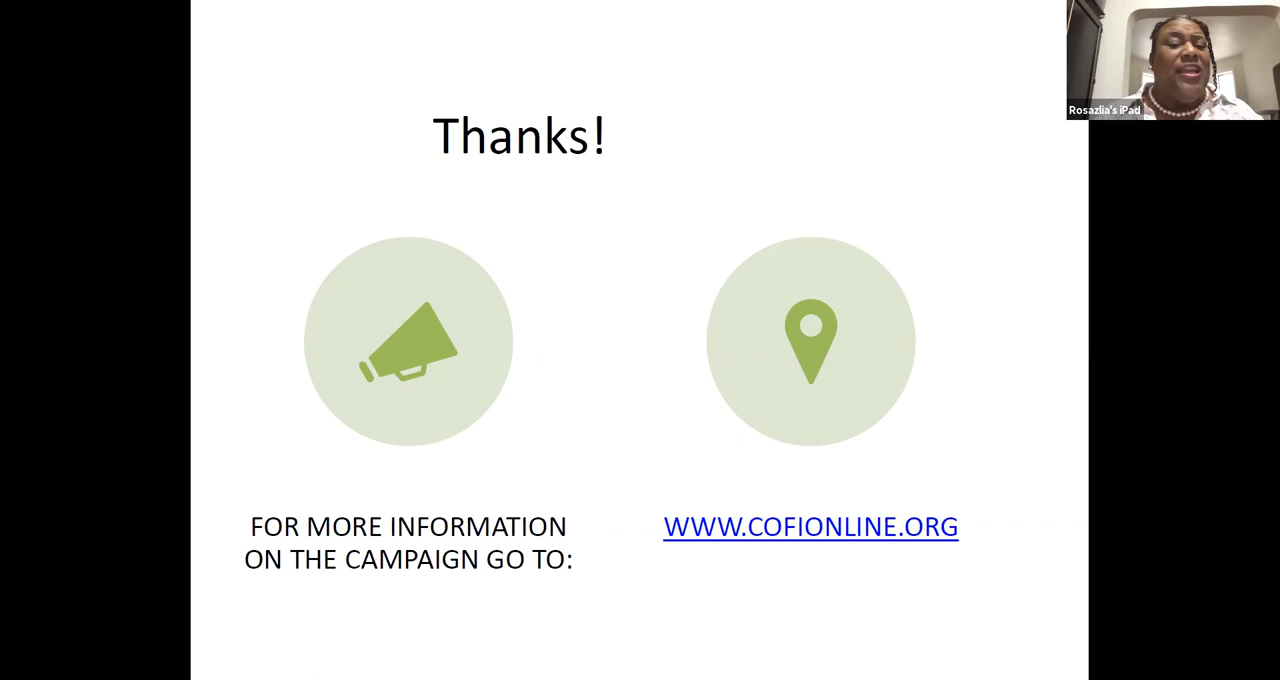 Rosazlia's iPad
Thanks!
FOR MORE INFORMATION
ON THE CAMPAIGN GO TO:
WWW.COFIONLINE.ORG